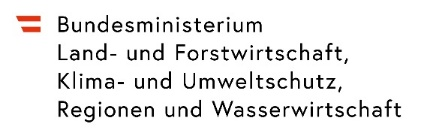 Bundesministerium
Land- und Forstwirtschaft,
Klima- und Umweltschutz,
Regionen und Wasserwirtschaft